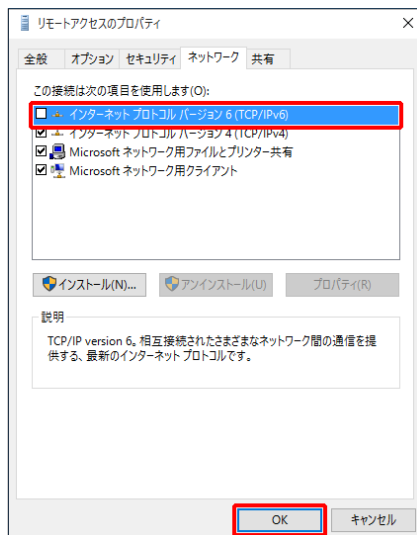 リモートアクセスのプロパティ
全般 オプション セキュリティ ネットワーク 共有
この接続は次の項目を使用します(O):
インターネット プロトコル バージョン 6 (TCP/IPv6)
インターネット プロトコル バージョン 4 (TCP/IPv4)
Microsoft ネットワーク用ファイルとプリンター共有
Microsoft ネットワーク用クライアント
インストール(N)... アンインストール(U) プロパティ(R)
説明
TCP/IP version 6。相互接続されたさまざまなネットワーク間の通信を提
供する、最新のインターネット プロトコルです。
OK キャンセル